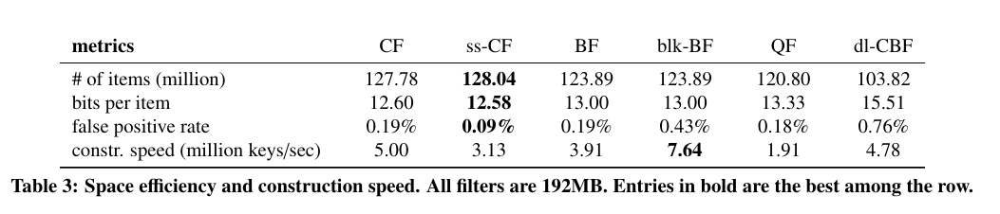 metrics CF ss-CF BF blk-BF QF dl-CBF
# of items (million) 127.78 128.04 123.89 123.89 120.80 103.82
bits per item 12.60 12.58 13.00 13.00 13.33 15.51
false positive rate 0.19% 0.09% 0.19% 0.43% 0.18% 0.76%
constr. speed (million keys/sec) 5.00 3.13 3.91 7.64 1.91 4.78
Table 3: Space efficiency and construction speed. All filters are 192MB. Entries in bold are the best among the row.